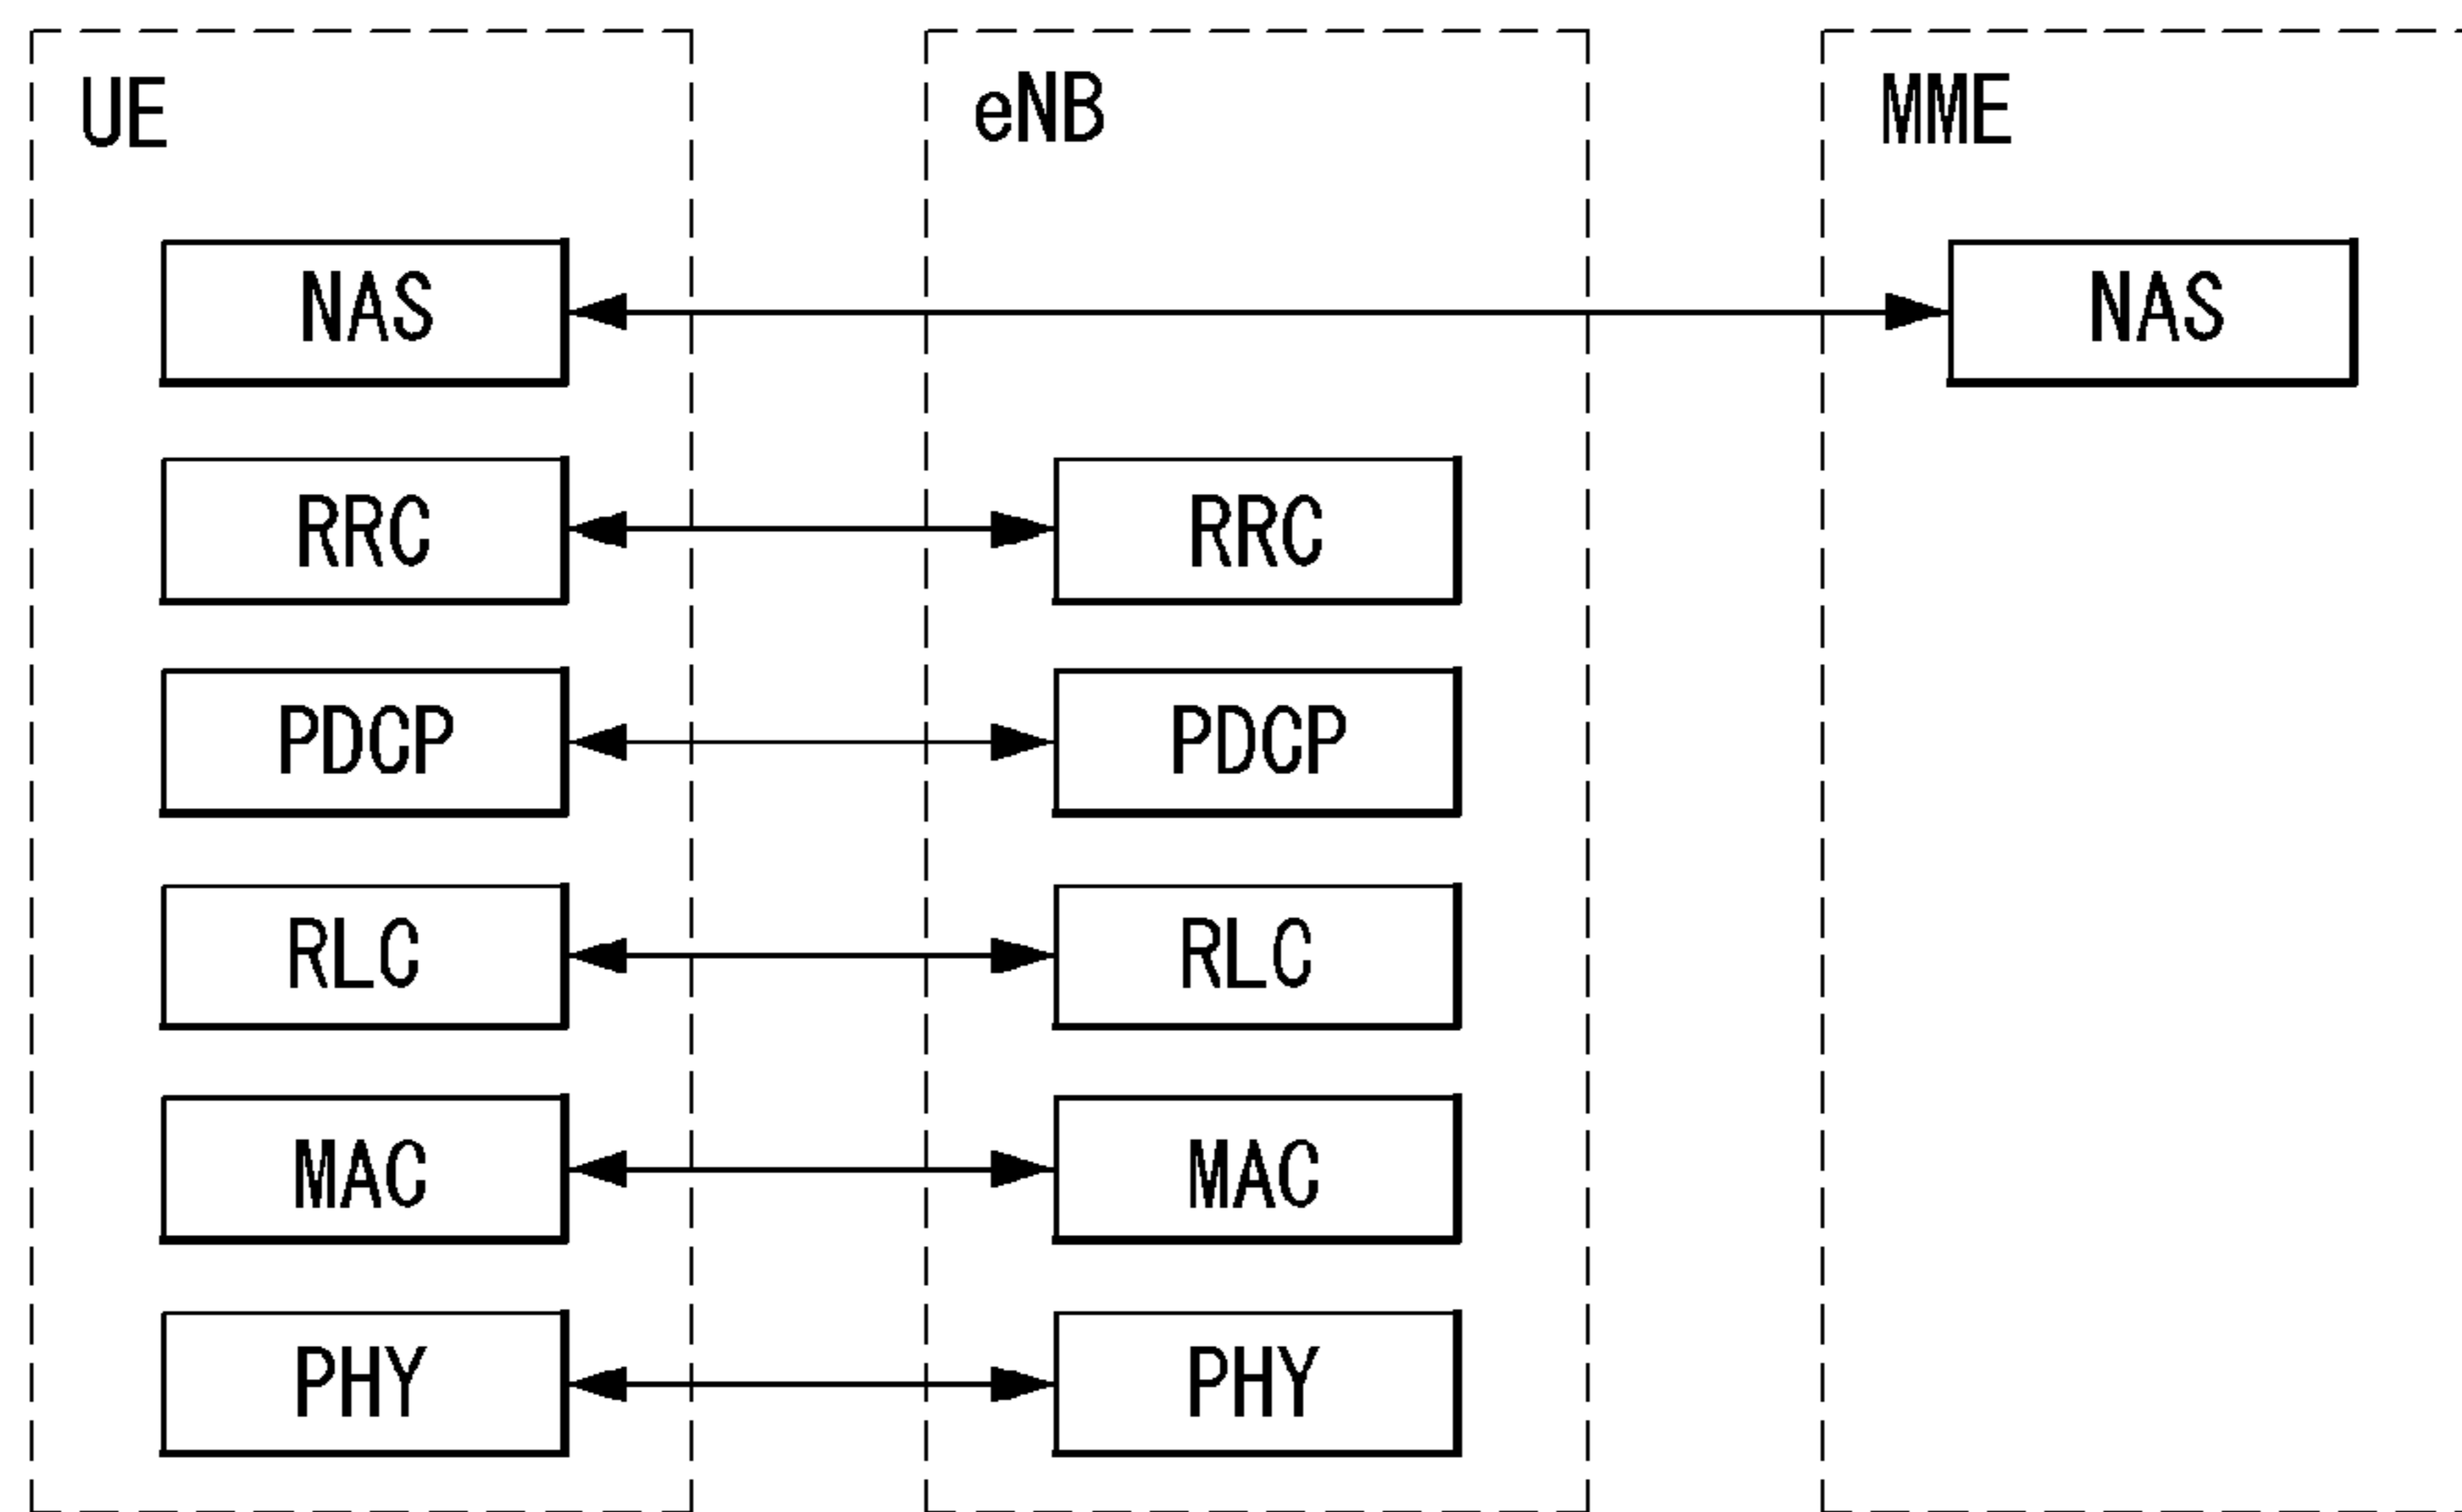 UE
eNB
MME
NAS
NAS
RRC
RRC
PDCP
PDCP
RLC
RLC
MAC
MAC
PHY
PHY